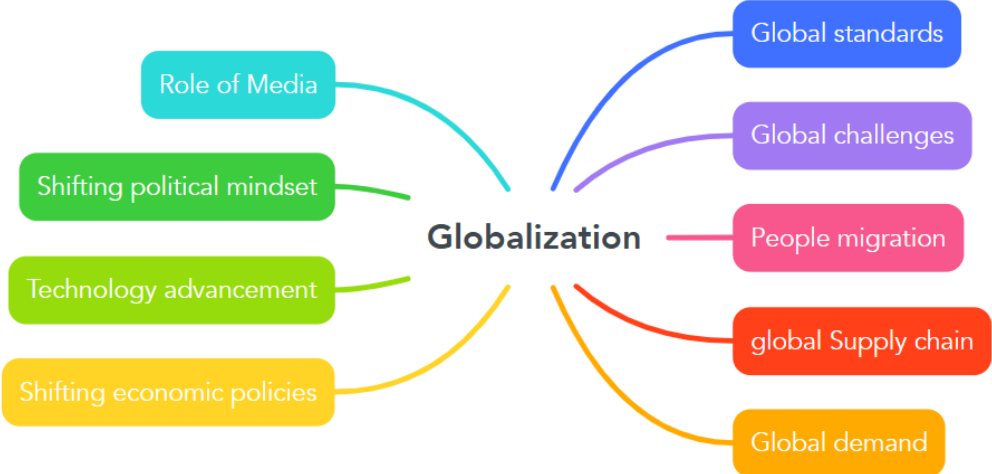 Role of Media
Shifting political mindset
Technology advancement
Shifting economic policies
Globalization
Global standards
Global challenges
People migration
global Supply chain
Global demand